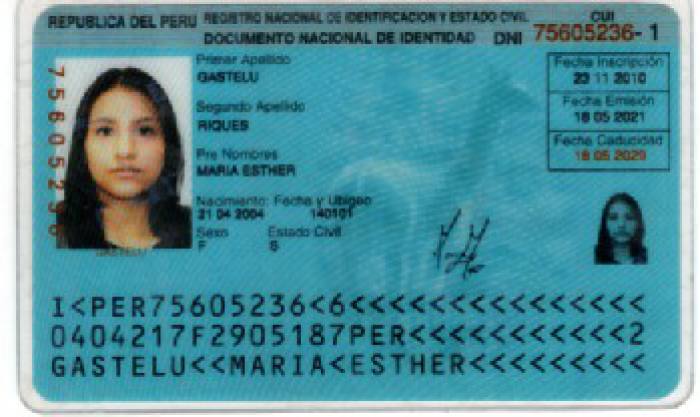 REPUBLICA DEL PERU REGISTRO NACIONAL DE IDENTIFICACION Y ESTADO CIVIL
DOCUMENTO NACIONAL DE IDENTIDAD DNI
CUI
75605236-1
Primer Apellido
GASTELU
Segundo Apellido
RIQUES
Pre Nombres
MARIA ESTHER
Nacimiento: Fecha y Ubigeo
21 04 2004 140101
Sexo Estado Civil
F S
Fecha Inscripción
23 11 2010
Fecha Emisión
18 05 2021
Fecha Caducidad
18 05 2029
GASTELU
I<PER75605236<6<<<<<<<<<<<<<<<
0404217F2905187PER<<<<<<<<<<<2
GASTELU<<MARIA<ESTHER<<<<<<<<<